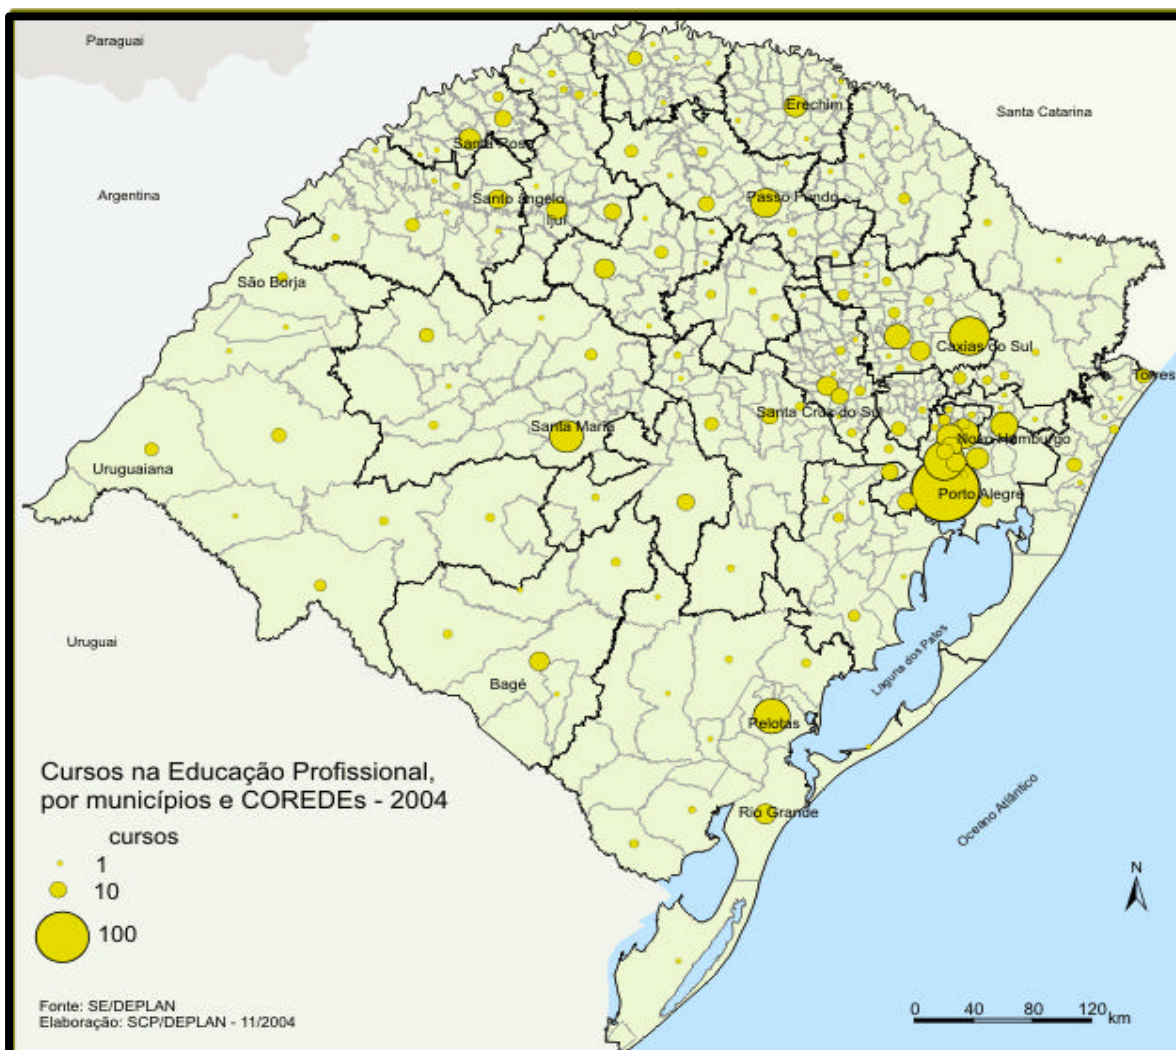 Paraguai
Santa Catarina
Erechim
Santa Rosa
Argentina
Santo ângelo
Ijuí
Passo Fundo
São Borja
Caxias do Sul
Torres
Santa Cruz do Sul
Santa Maria
Novo Hamburgo
Uruguaiana
Porto Alegre
Uruguai
Laguna dos Patos
Bagé
Pelotas
Rio Grande
Oceano Atlântico
Cursos na Educação Profissional,
por municípios e COREDEs - 2004
cursos
1
10
100
N
Fonte: SE/DEPLAN
Elaboração: SCP/DEPLAN - 11/2004
0 40 80 120
km